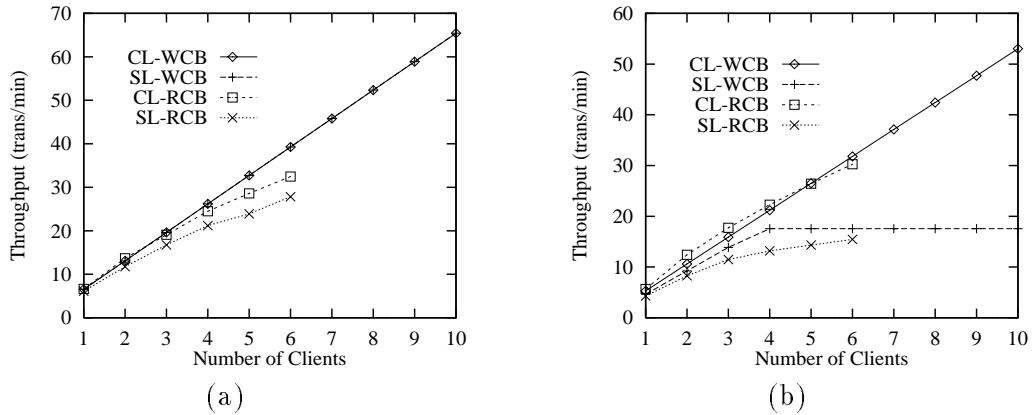 70
60
50
40
30
20
10
0
Throughput (trans/min)
CL-WCB
SL-WCB
CL-RCB
SL-RCB
1 2 3 4 5 6 7 8 9 10
Number of Clients
(a)
60
50
40
30
20
10
0
Throughput (trans/min)
CL-WCB
SL-WCB
CL-RCB
SL-RCB
1 2 3 4 5 6 7 8 9 10
Number of Clients
(b)